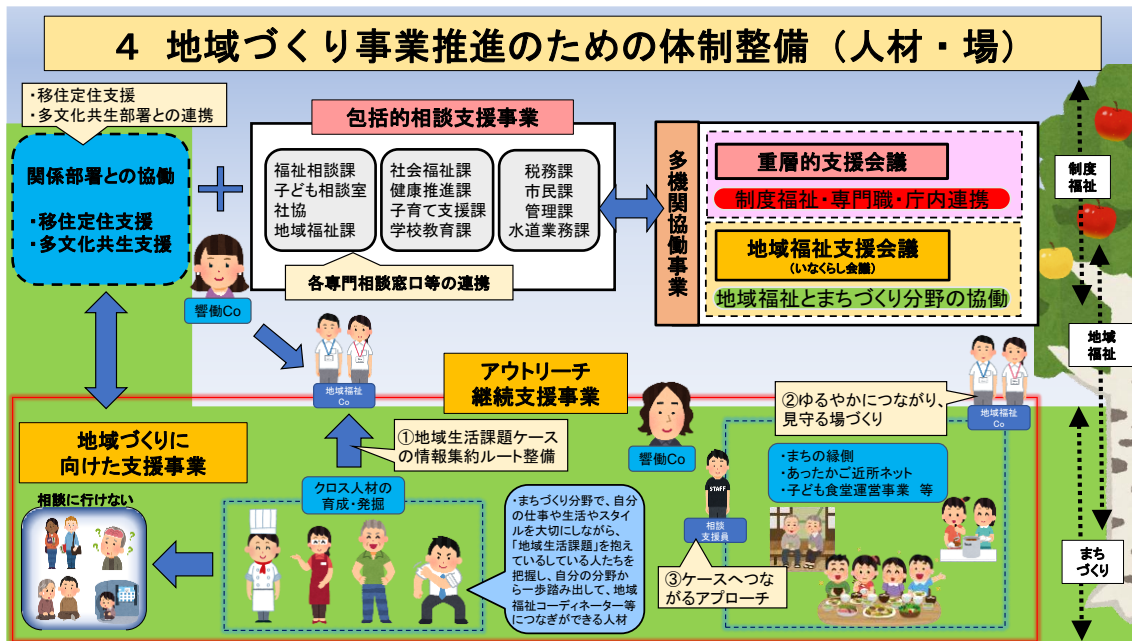 ４ 地域づくり事業推進のための体制整備（人材・場）
・移住定住支援
・多文化共生部署との連携
関係部署との協働
・移住定住支援
・多文化共生支援
包括的相談支援事業
福祉相談課
子ども相談室
社協
地域福祉課
社会福祉課
健康推進課
子育て支援課
学校教育課
税務課
市民課
管理課
水道業務課
各専門相談窓口等の連携
多機関協働事業
重層的支援会議
制度福祉・専門職・庁内連携
地域福祉支援会議
（いなくらし会議）
地域福祉とまちづくり分野の協働
制度
福祉
地域
福祉
まち
づくり
響働Co
地域福祉
Co
アウトリーチ
継続支援事業
響働Co
②ゆるやかにつながり、
見守る場づくり
地域福祉
Co
地域づくりに
向けた支援事業
①地域生活課題ケース
の情報集約ルート整備
・まちの縁側
・あったかご近所ネット
・子ども食堂運営事業 等
STAFF
相談
支援員
相談に行けない
クロス人材の
育成・発掘
・まちづくり分野で、自分
の仕事や生活やスタイ
ルを大切にしながら、
「地域生活課題」を抱え
ているしている人たちを
把握し、自分の分野か
ら一歩踏み出して、地域
福祉コーディネーター等
につなぎができる人材
③ケースへつな
がるアプローチ